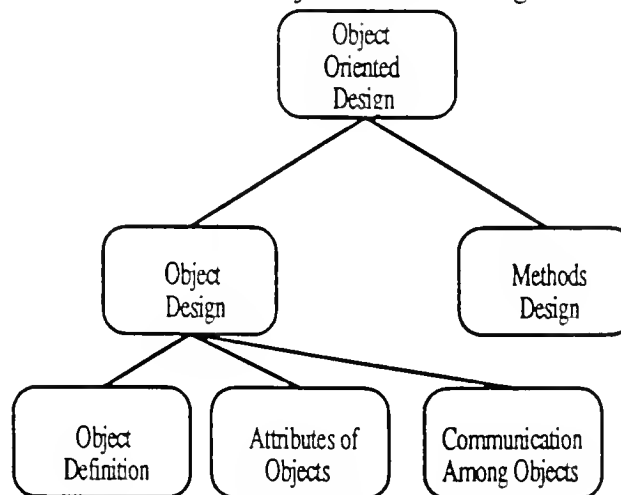 Object
Oriented
Design
Object
Design
Methods
Design
Object
Definition
Attributes of
Objects
Communication
Among Objects